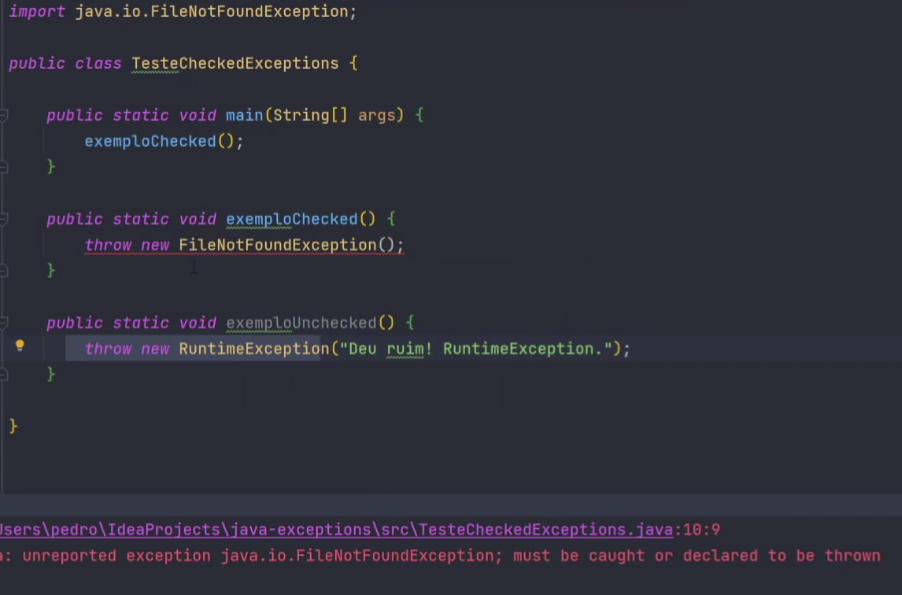 import java.io.FileNotFoundException;
public class TesteCheckedExceptions {
public static void main(String[] args) {
exemploChecked();
}
public static void exemploChecked() {
throw new FileNotFoundException();
}
public static void exemploUnchecked() {
throw new RuntimeException("Deu ruim! RuntimeException.");
}
}
Users\pedro\IdeaProjects\java-exceptions\src\TesteCheckedExceptions.java:10:9
a: unreported exception java.io.FileNotFoundException; must be caught or declared to be thrown